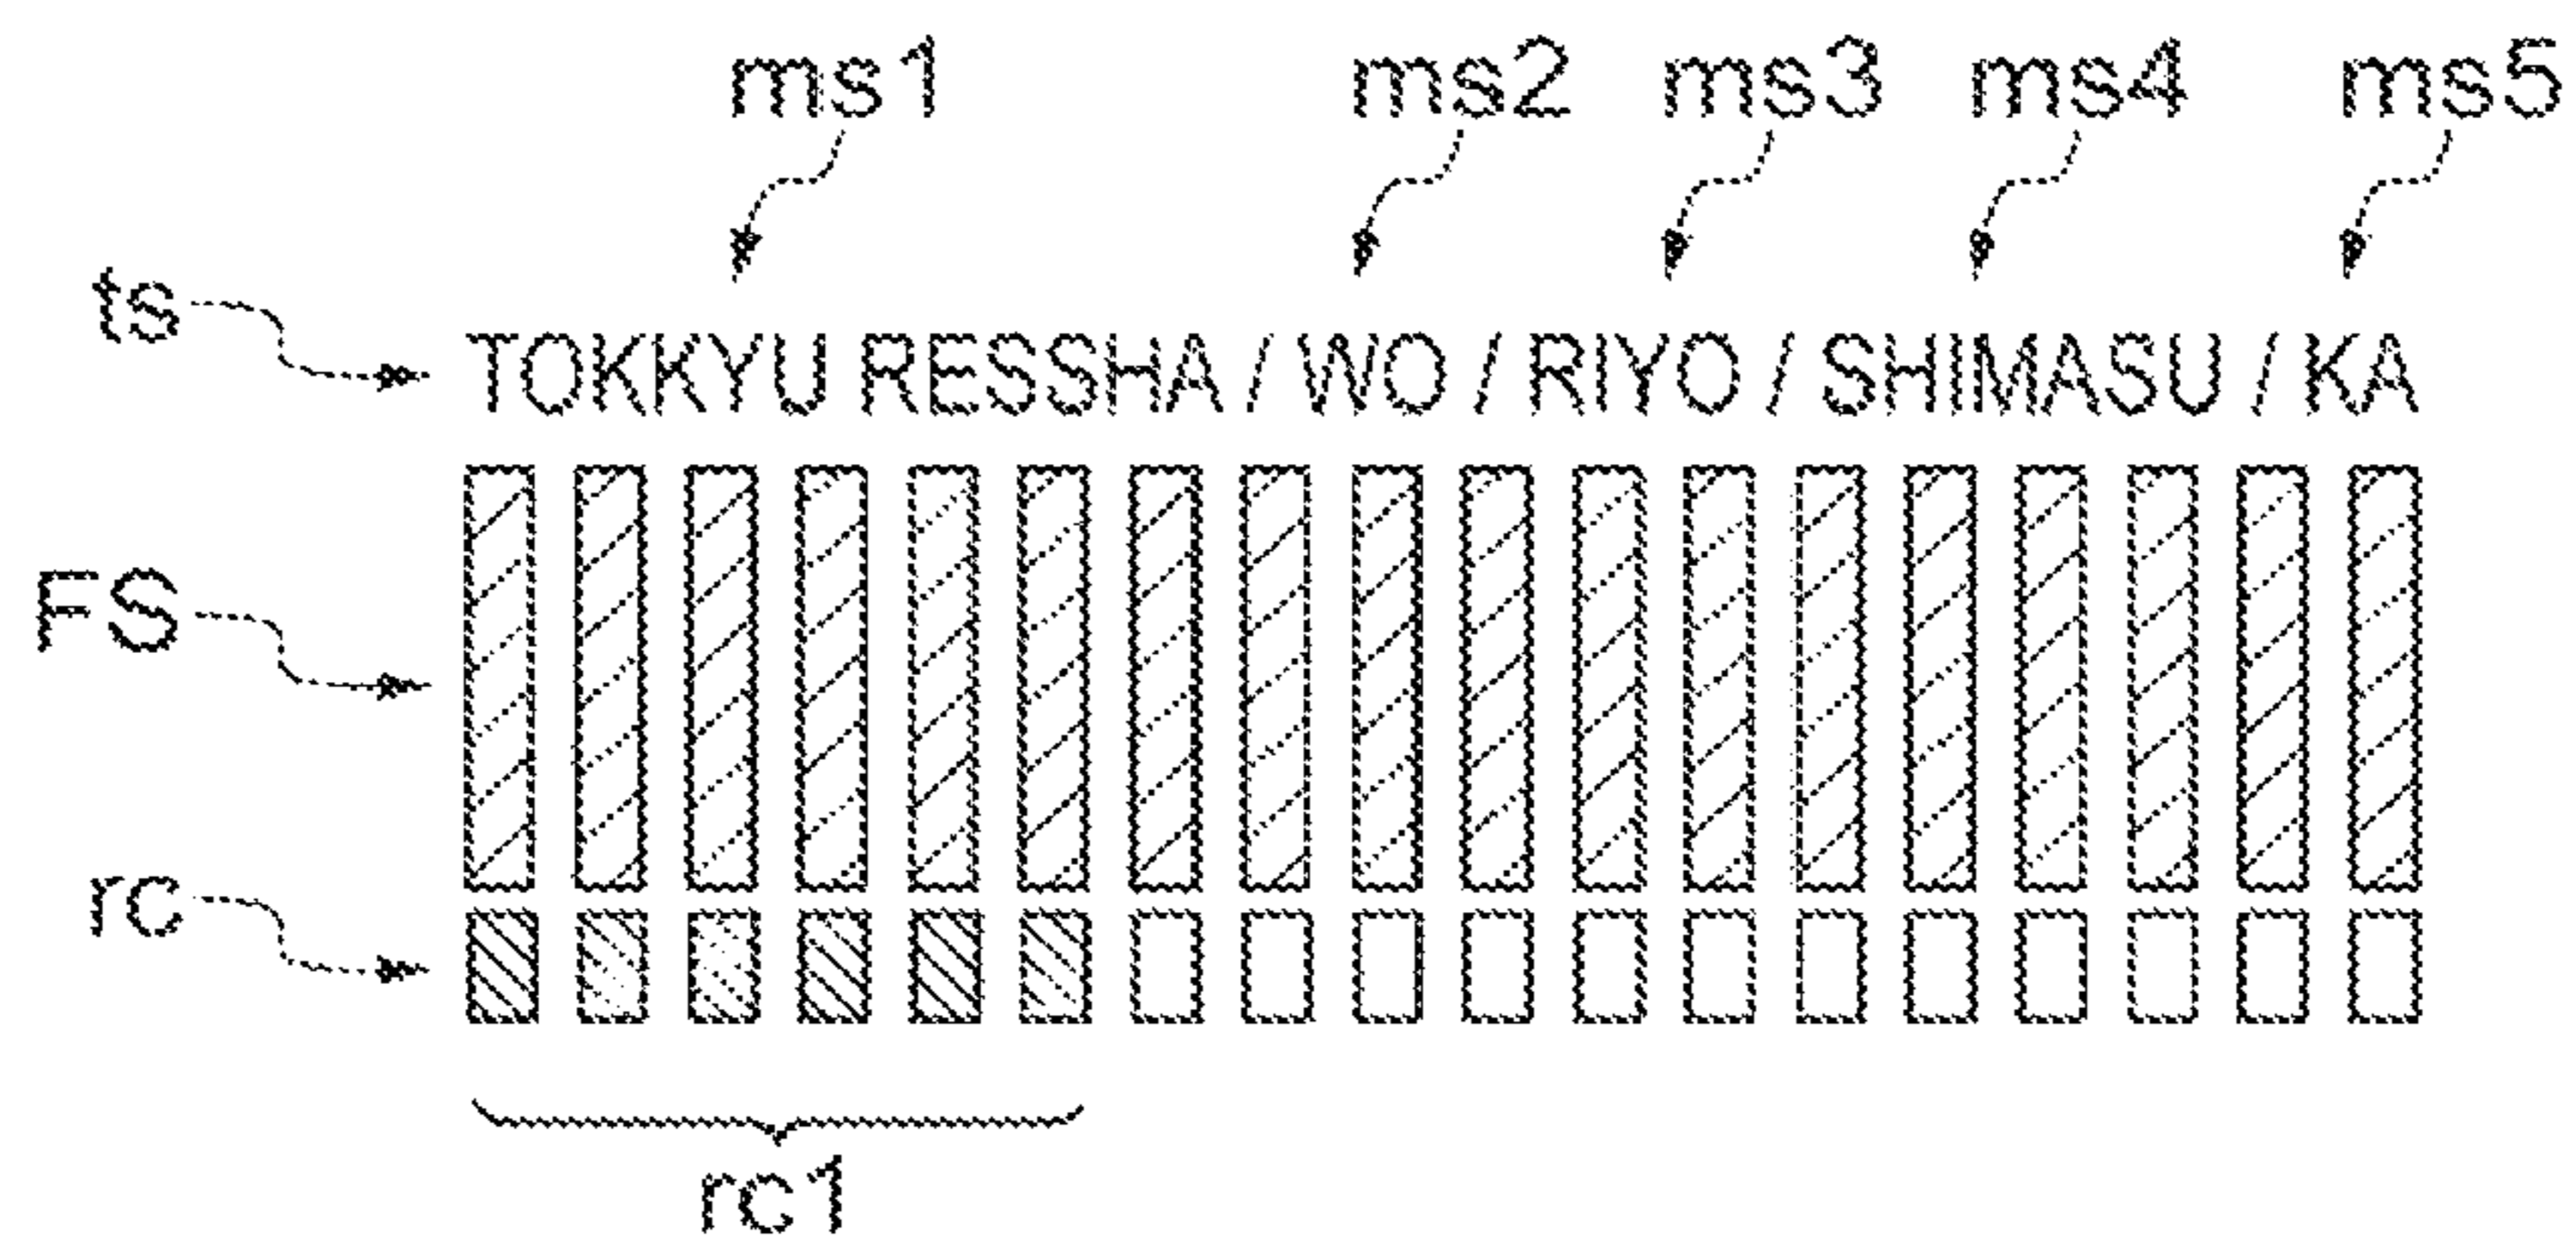 ms1 ms2 ms3 ms4 ms5
ts TOKKYU RESSHA / WO / RIYO / SHIMASU / KA
FS
rc
rc1